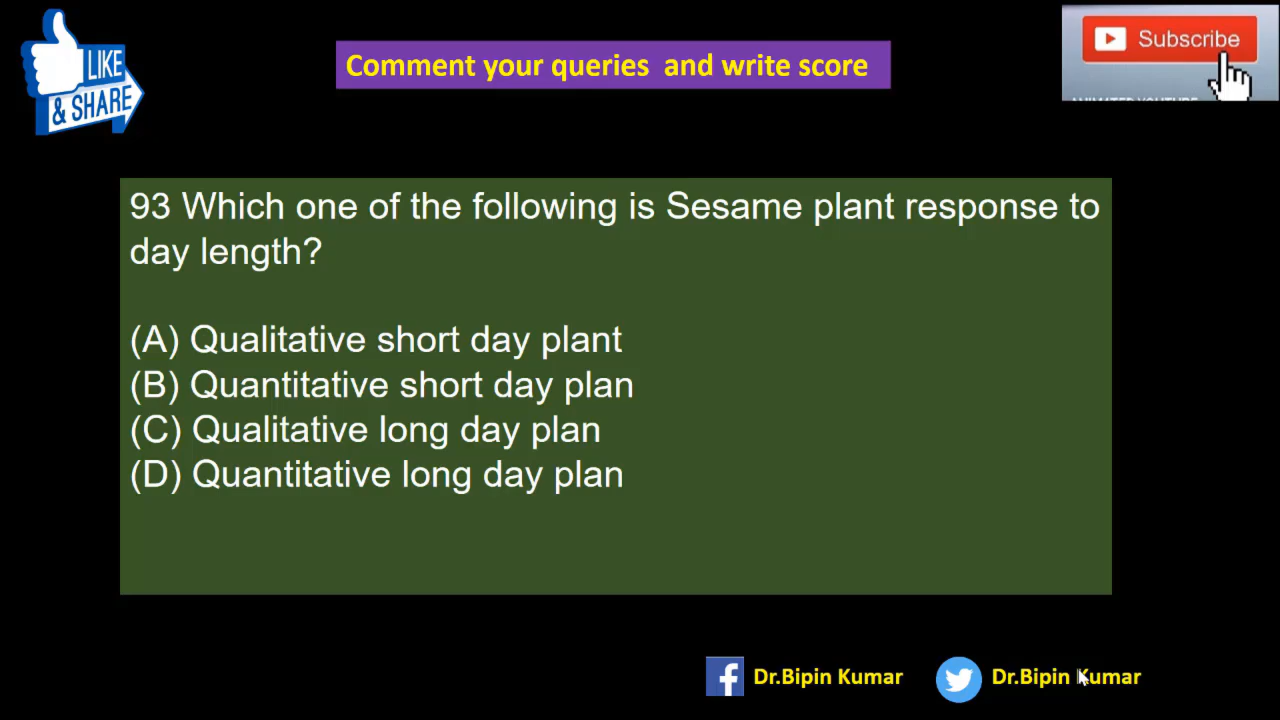 LIKE
& SHARE
Comment your queries and write score
Subscribe
93 Which one of the following is Sesame plant response to
day length?
(A) Qualitative short day plant
(B) Quantitative short day plan
(C) Qualitative long day plan
(D) Quantitative long day plan
Dr.Bipin Kumar
Dr.Bipin Kumar